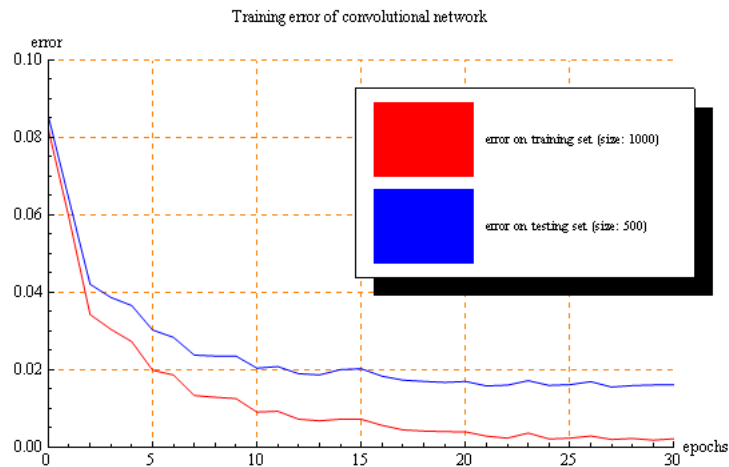 Training error of convolutional network
error
0.10
0.08
0.06
0.04
0.02
0.00
error on training set (size: 1000)
error on testing set (size: 500)
0 5 10 15 20 25 30
epochs